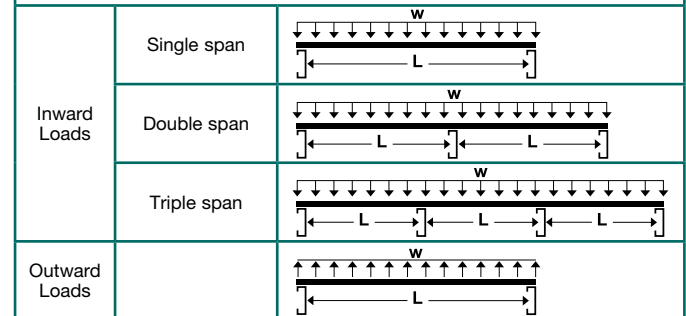 w
Single span
L
w
Inward
Loads
Double span
L L
w
Triple span
L L L
Outward
Loads
w
L